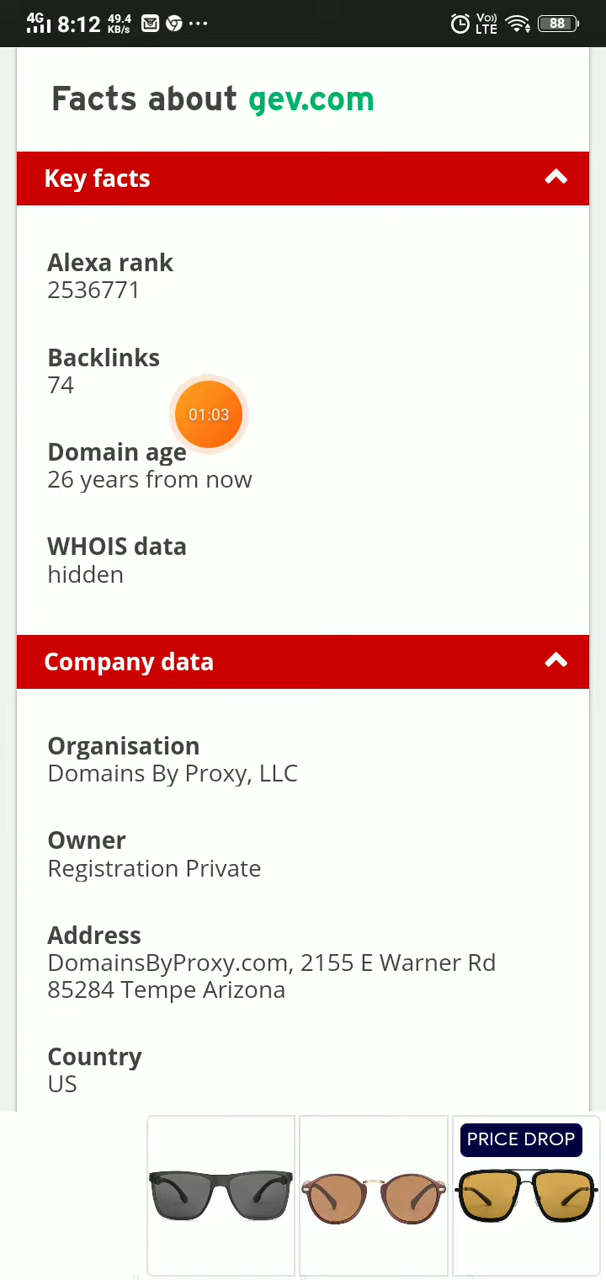 4G 8:12 49.4 KB/s ... Vo) LTE 88
Facts about gev.com
Key facts
Alexa rank
2536771
Backlinks
74
01:03
Domain age
26 years from now
WHOIS data
hidden
Company data
Organisation
Domains By Proxy, LLC
Owner
Registration Private
Address
DomainsByProxy.com, 2155 E Warner Rd
85284 Tempe Arizona
Country
US
PRICE DROP